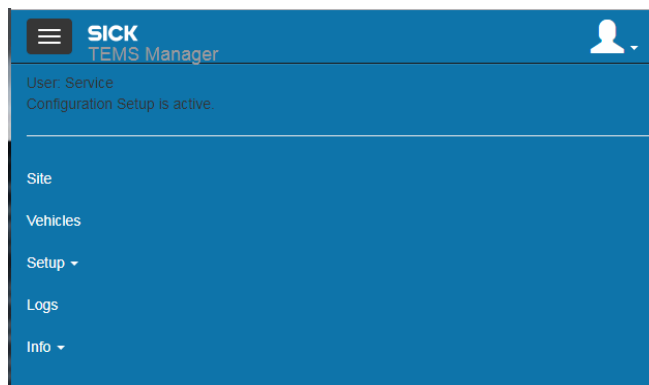 SICK
TEMS Manager
User: Service
Configuration Setup is active.
Site
Vehicles
Setup
Logs
Info